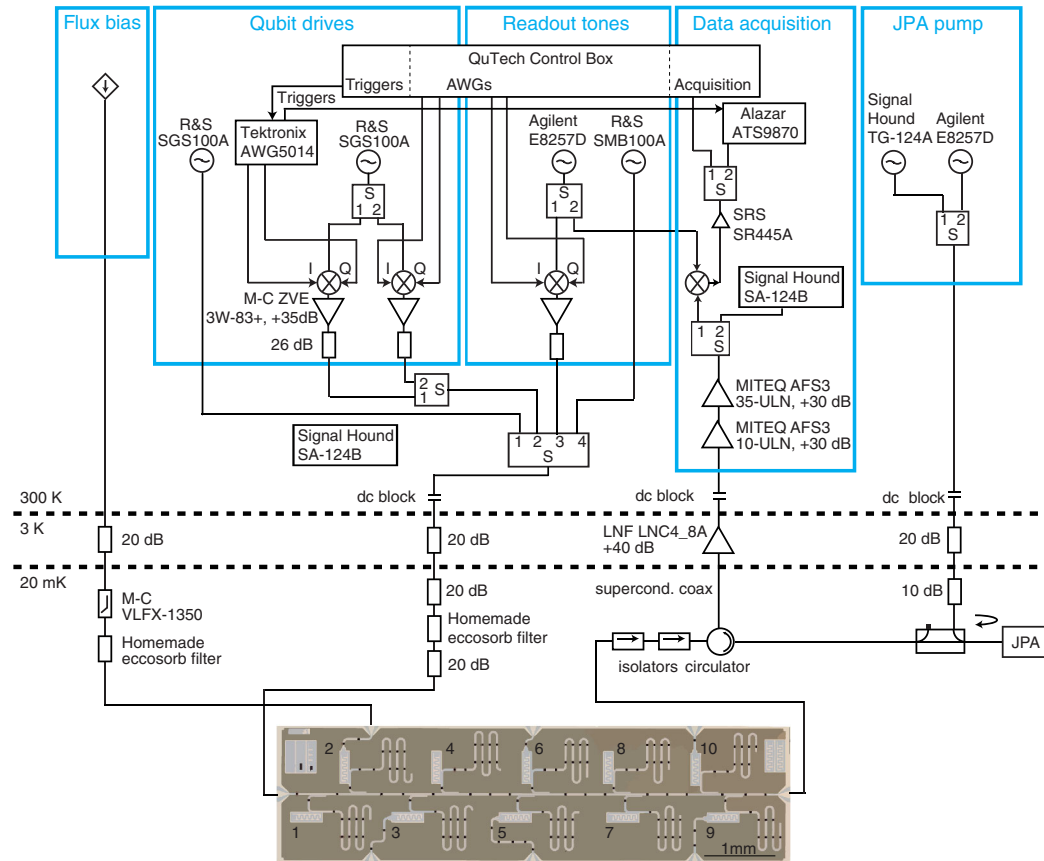 Flux bias
Qubit drives
Readout tones
Data acquisition
JPA pump
QuTech Control Box
Triggers
AWGs
Acquisition
Triggers
R&S
SGS100A
Tektronix
AWG5014
R&S
SGS100A
Agilent
E8257D
R&S
SMB100A
Alazar
ATS9870
Signal
Hound
TG-124A
Agilent
E8257D
S
1 2
S
1 2
1 2
S
SRS
SR445A
1 2
S
I Q
I Q
I Q
M-C ZVE
3W-83+, +35dB
26 dB
Signal Hound
SA-124B
1 2
S
2
1
S
MITEQ AFS3
35-ULN, +30 dB
MITEQ AFS3
10-ULN, +30 dB
1 2 3 4
S
Signal Hound
SA-124B
dc block
dc block
dc block
300 K
3 K
20 dB
20 dB
LNF LNC4_8A
+40 dB
20 dB
20 mK
M-C
VLFX-1350
Homemade
eccosorb filter
20 dB
Homemade
eccosorb filter
20 dB
supercond. coax
10 dB
isolators circulator
JPA
2 4 6 8 10
1 3 5 7 9
1mm